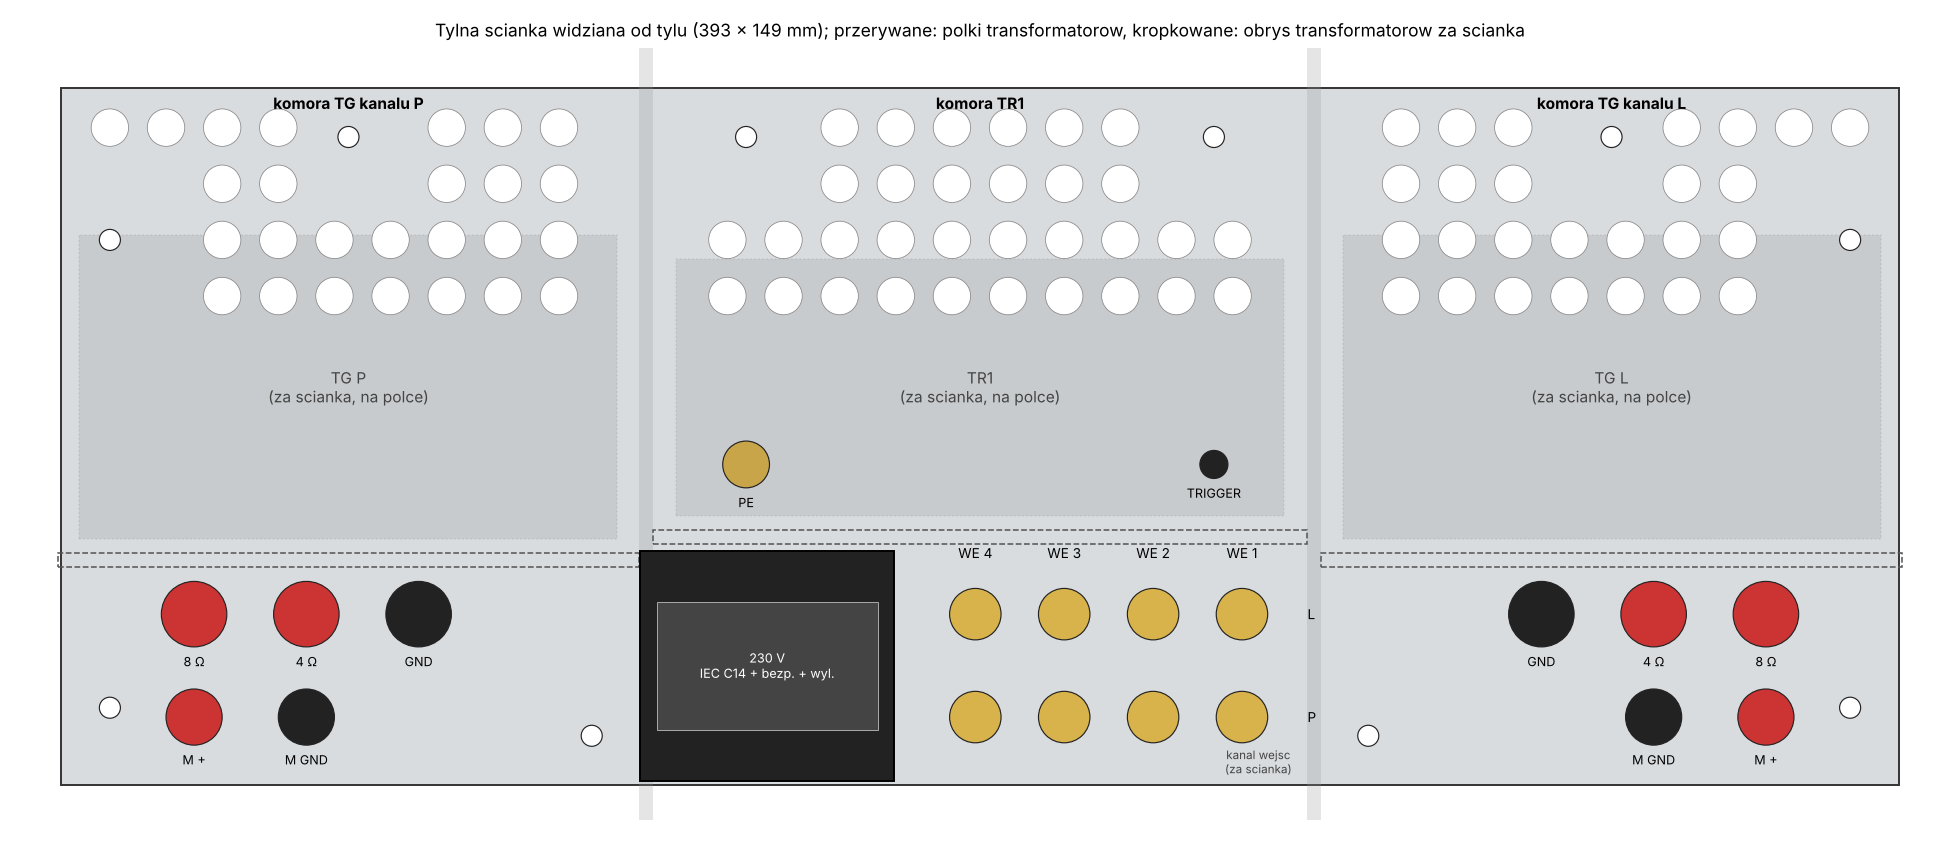 Tylna scianka widziana od tylu (393 × 149 mm); przerywane: polki transformatorow, kropkowane: obrys transformatorow za scianka
komora TG kanalu P
komora TR1
komora TG kanalu L
TG P
(za scianka, na polce)
TR1
(za scianka, na polce)
TG L
(za scianka, na polce)
PE
TRIGGER
WE 4
WE 3
WE 2
WE 1
L
8 Ω
4 Ω
GND
230 V
IEC C14 + bezp. + wyl.
GND
4 Ω
8 Ω
P
M +
M GND
kanal wejsc
(za scianka)
M GND
M +